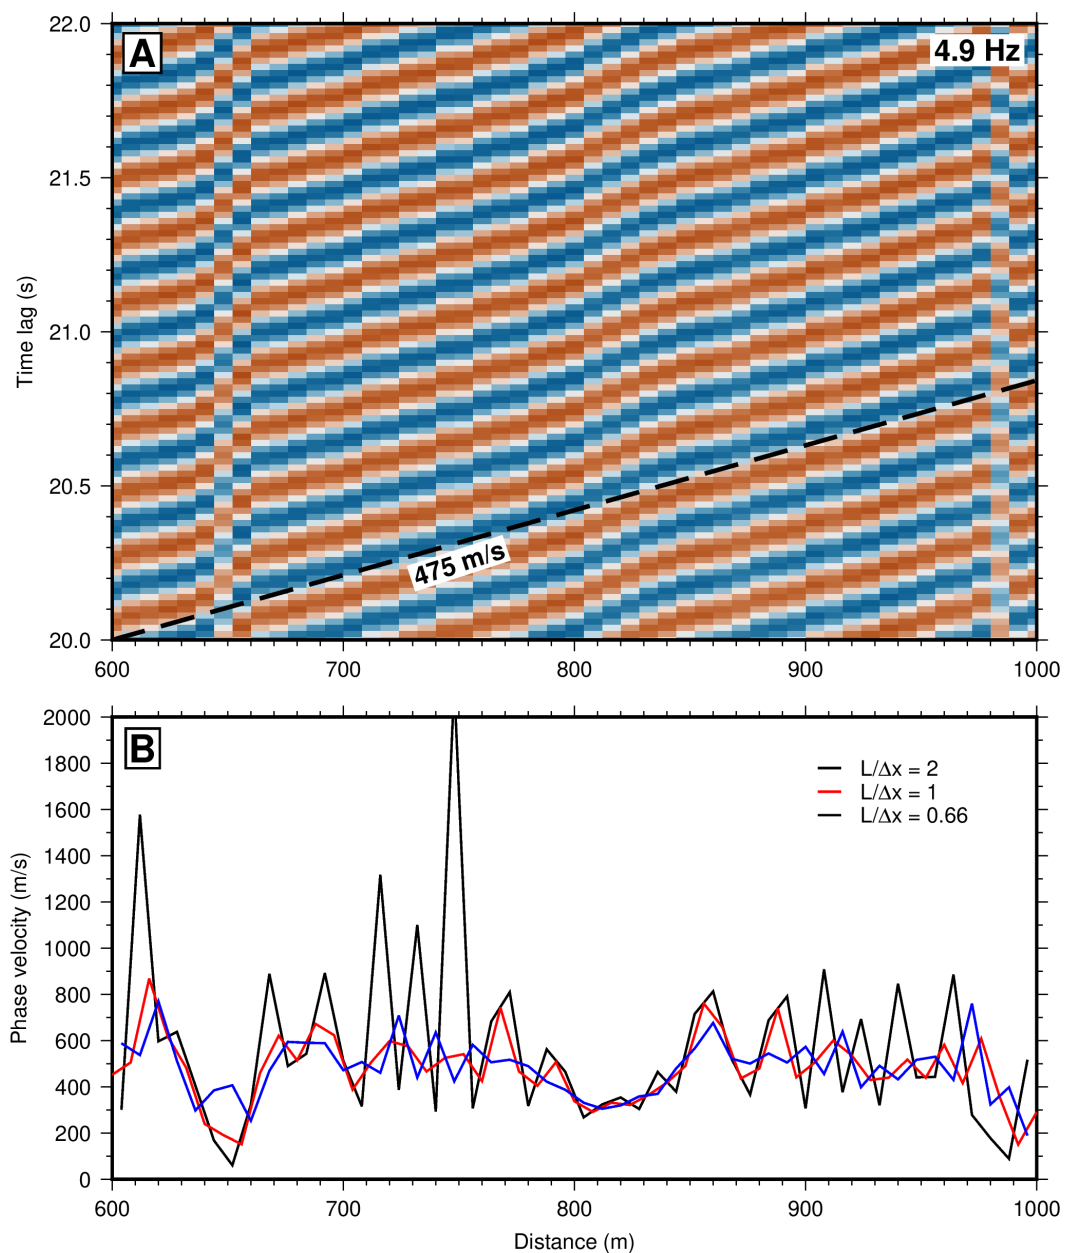 A
4.9 Hz
22.0
21.5
21.0
20.5
20.0
Time lag (s)
475 m/s
600 700 800 900 1000
B
L/Δx = 2
L/Δx = 1
L/Δx = 0.66
2000
1800
1600
1400
1200
1000
800
600
400
200
0
Phase velocity (m/s)
600 700 800 900 1000
Distance (m)